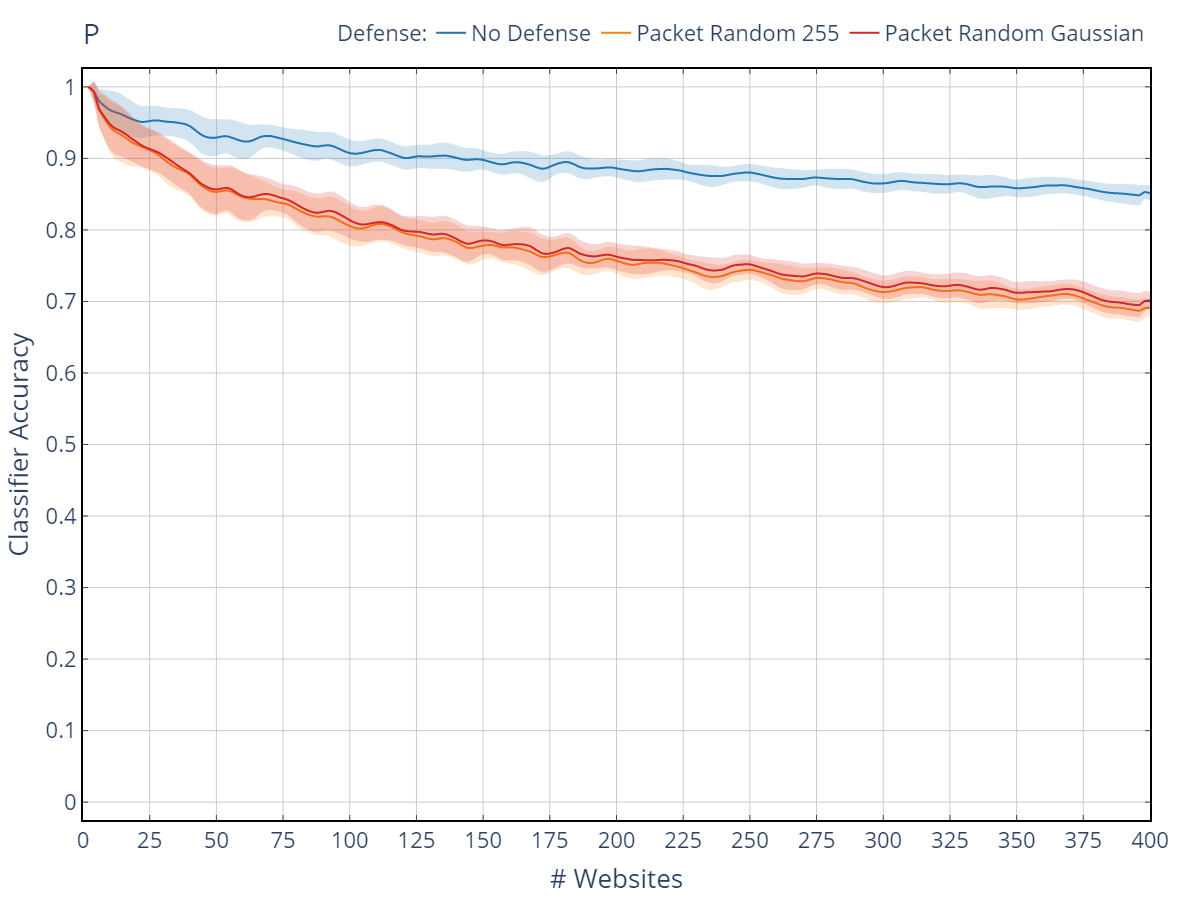 P
Defense: No Defense Packet Random 255 Packet Random Gaussian
1
0.9
0.8
0.7
0.6
0.5
0.4
0.3
0.2
0.1
0
Classifier Accuracy
0 25 50 75 100 125 150 175 200 225 250 275 300 325 350 375 400
# Websites